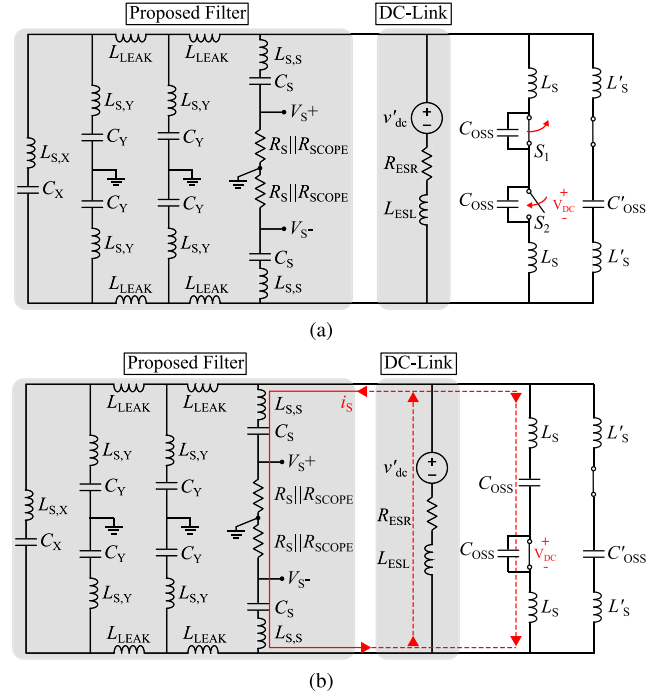 Proposed Filter
DC-Link
L_LEAK
L_LEAK
L_S,S
C_S
L_S,Y
L_S,Y
V_S+
v'_dc
L_S
L'_S
C_OSS
S_1
C_Y
C_Y
R_S||R_SCOPE
R_ESR
L_S,X
C_X
C_Y
C_Y
R_S||R_SCOPE
L_ESL
C_OSS
+
V_DC
-
S_2
C'_OSS
L_S,Y
L_S,Y
V_S-
C_S
L_S
L'_S
L_LEAK
L_LEAK
L_S,S
(a)
Proposed Filter
DC-Link
L_LEAK
L_LEAK
L_S,S
i_S
C_S
L_S
L'_S
L_S,Y
L_S,Y
V_S+
v'_dc
C_Y
C_Y
R_S||R_SCOPE
C_OSS
L_S,X
R_ESR
C_X
C_Y
C_Y
R_S||R_SCOPE
L_ESL
C_OSS
+
V_DC
-
C'_OSS
L_S,Y
L_S,Y
V_S-
C_S
L_S
L'_S
L_LEAK
L_LEAK
L_S,S
(b)